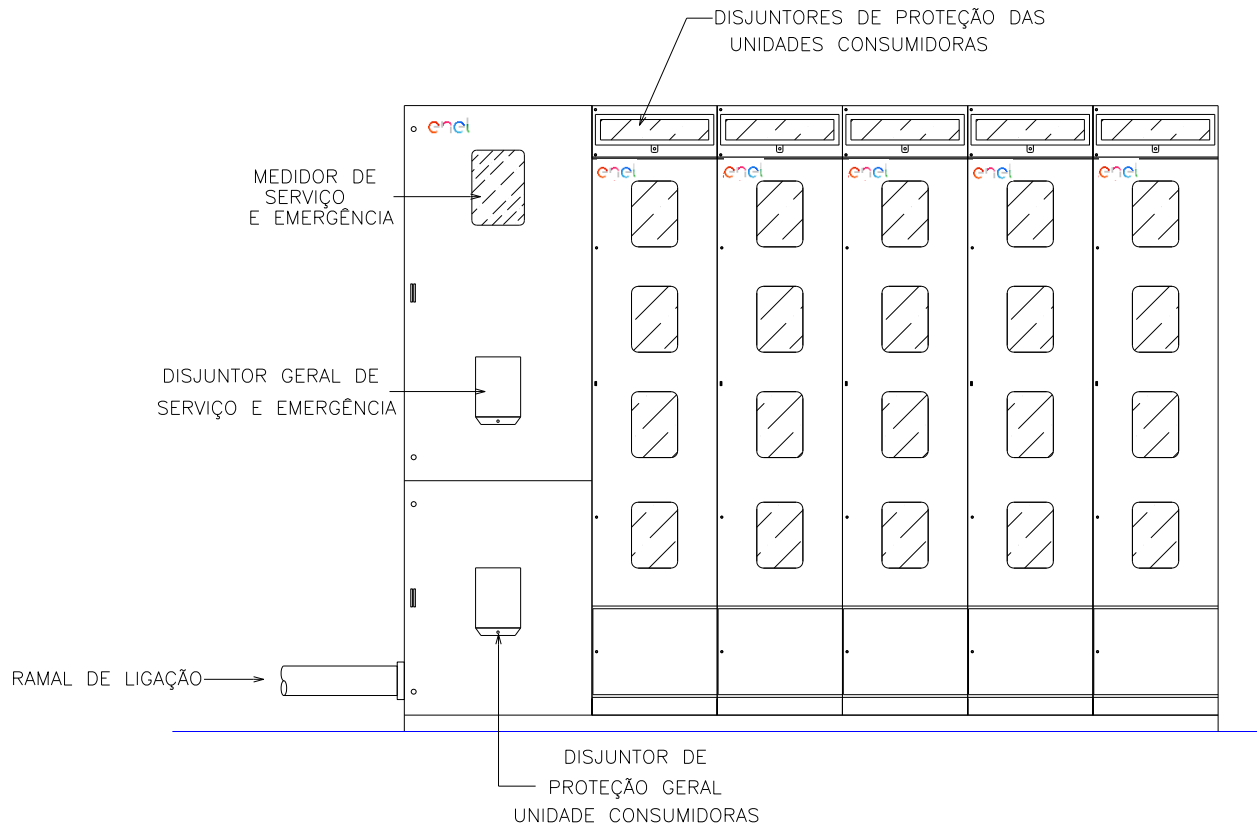 DISJUNTORES DE PROTEÇÃO DAS
UNIDADES CONSUMIDORAS
enel
enel
enel
enel
enel
enel
MEDIDOR DE
SERVIÇO
E EMERGÊNCIA
DISJUNTOR GERAL DE
SERVIÇO E EMERGÊNCIA
RAMAL DE LIGAÇÃO
DISJUNTOR DE
PROTEÇÃO GERAL
UNIDADE CONSUMIDORAS